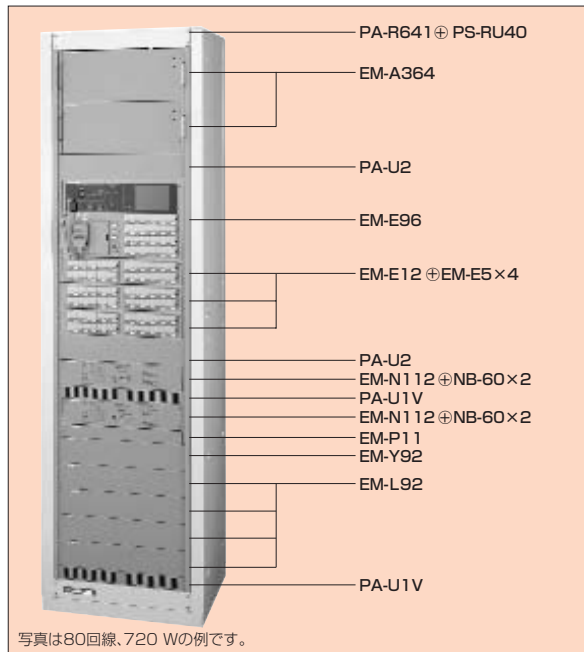 PA-R641⊕PS-RU40
EM-A364
PA-U2
EM-E96
EM-E12⊕EM-E5×4
PA-U2
EM-N112⊕NB-60×2
PA-U1V
EM-N112⊕NB-60×2
EM-P11
EM-Y92
EM-L92
PA-U1V
写真は80回線、720 Wの例です。